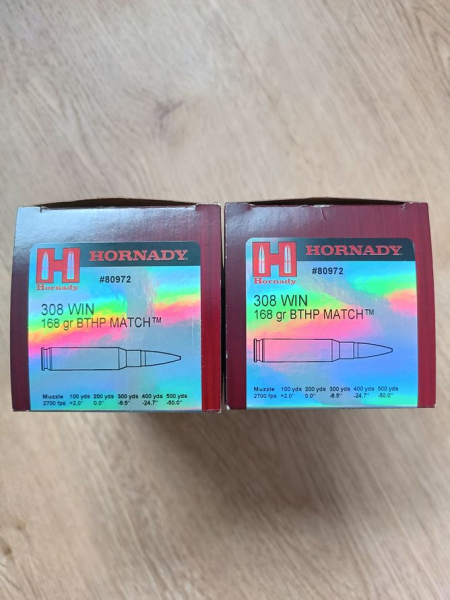 H HORNADY
Hornady
#80972
308 WIN
168 gr BTHP MATCH™
Muzzle 100 yds 200 yds 300 yds 400 yds 500 yds
2700 fps +2.0" 0.0" -8.5" -24.7" -50.0"
H HORNADY
Hornady
#80972
308 WIN
168 gr BTHP MATCH™
Muzzle 100 yds 200 yds 300 yds 400 yds 500 yds
2700 fps +2.0" 0.0" -8.5" -24.7" -50.0"